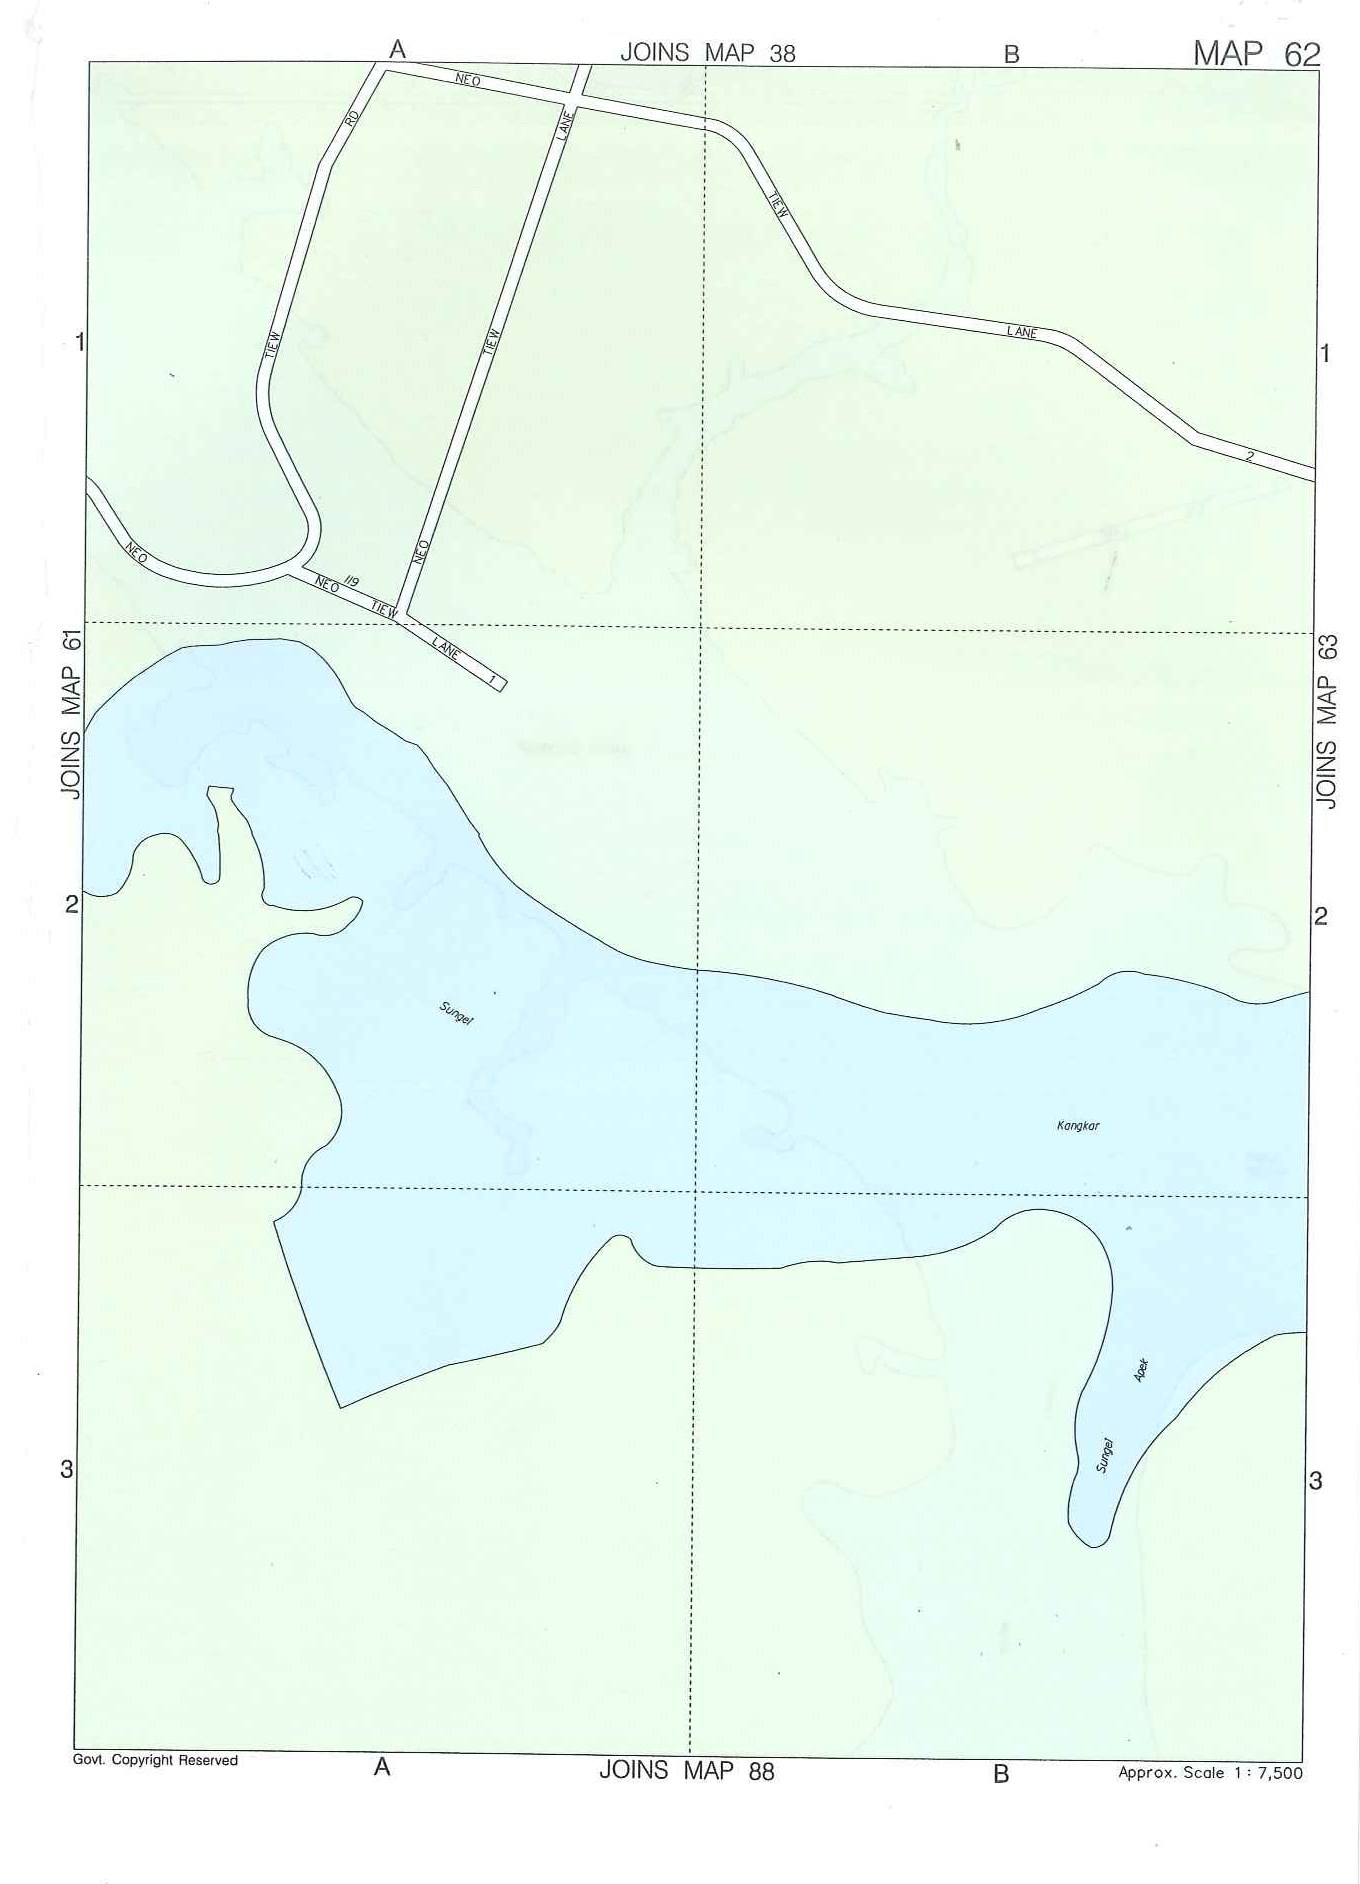 A
JOINS MAP 38
B
MAP 62
NEO
RD
LANE
TIEW
LANE
1
TIEW
TIEW
1
2
NEO
NEO
NEO
119
TIEW
LANE
1
JOINS MAP 61
JOINS MAP 63
2
2
Sungei
Kangkar
Apek
Sungei
3
3
Govt. Copyright Reserved
A
JOINS MAP 88
B
Approx. Scale 1 : 7,500